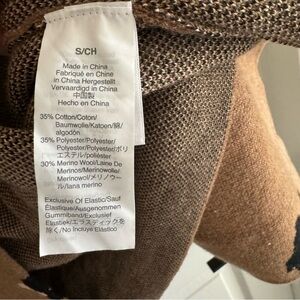 S/CH
Made in China
Fabriqué en Chine
in China Hergestellt
Vervaardigd in China
中国製
Hecho en China
35% Cotton/Coton/
Baumwolle/Katoen/綿/
algodón
35% Polyester/Polyester/
Polyester/Polyester/ポリ
エステル/poliéster
30% Merino Wool/Laine De
Merinos/Merinowolle/
Merinowol/メリノウー
ル/lana merino
Exclusive Of Elastic/Sauf
Élastique/Ausgenommen
Gummiband/Exclusief
Elastiek/エラスティックを
除く/No Incluye Elástico